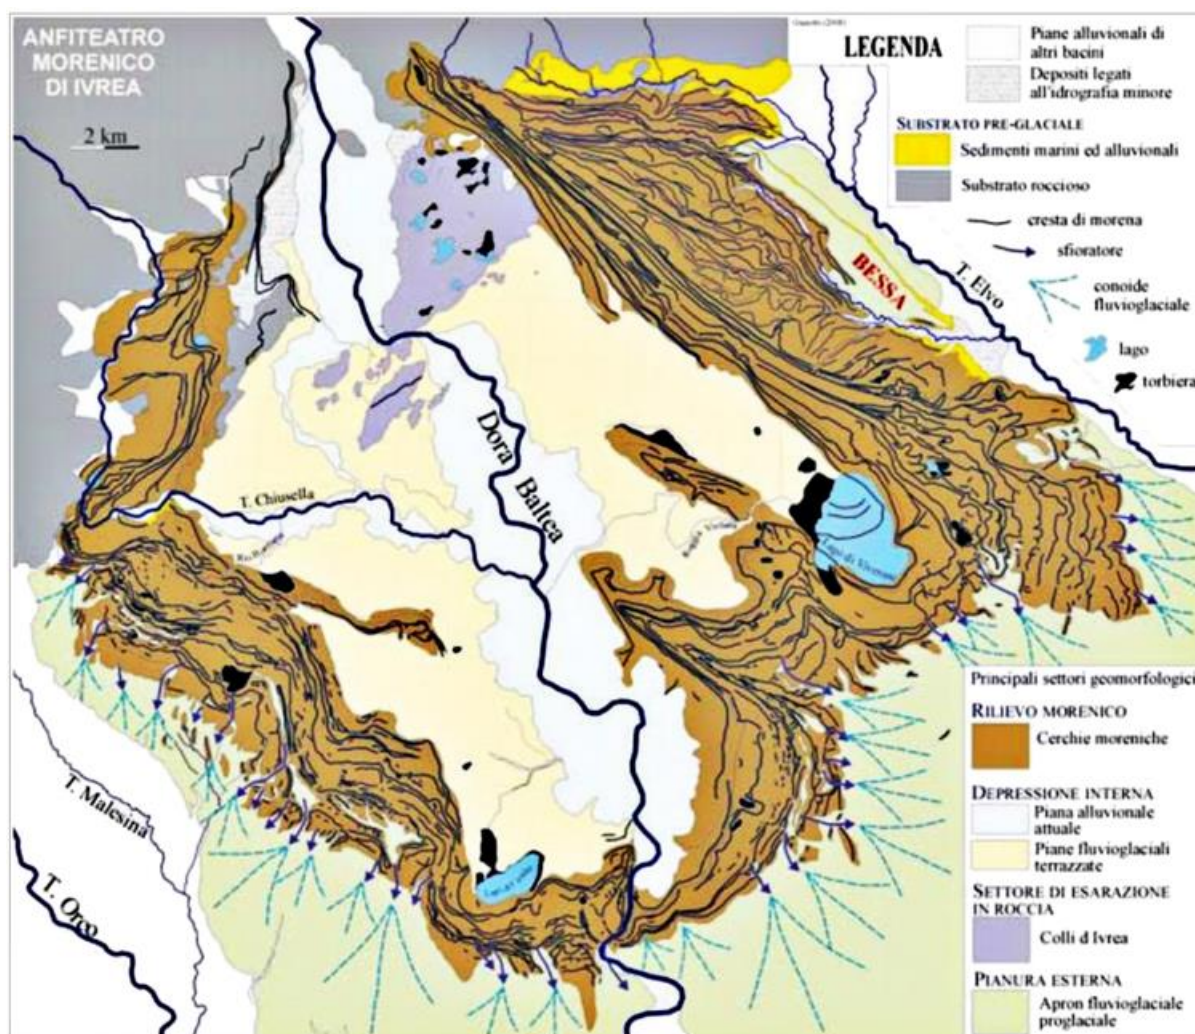 ANFITEATRO
MORENICO
DI IVREA
2 km
LEGENDA
Piane alluvionali di
altri bacini
Depositi legati
all'idrografia minore
SUBSTRATO PRE-GLACIALE
Sedimenti marini ed alluvionali
Substrato roccioso
cresta di morena
sfioratore
conoide
fluvioglaciale
lago
torbiera
BESSA
T. Elvo
Dora
Baltea
T. Chiusella
Lago di Viverone
T. Malesina
T. Orco
Principali settori geomorfologici
RILIEVO MORENICO
Cerchie moreniche
DEPRESSIONE INTERNA
Piana alluvionale
attuale
Piane fluvioglaciali
terrazzate
SETTORE DI ESARAZIONE
IN ROCCIA
Colli d Ivrea
PIANURA ESTERNA
Apron fluvioglaciale
proglaciale